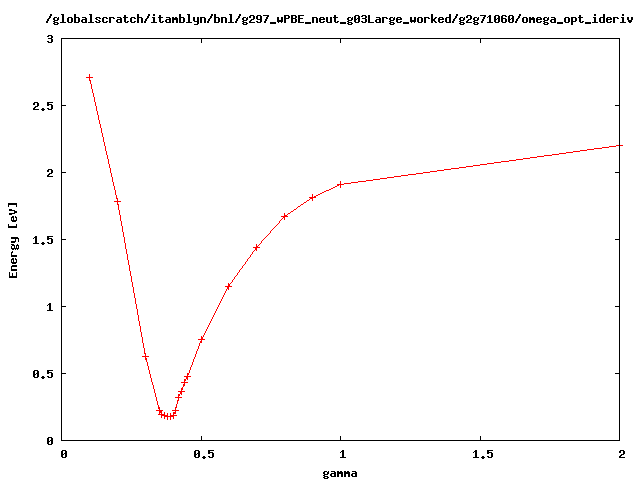 /globalscratch/itamblyn/bnl/g297_wPBE_neut_g03Large_worked/g2g71060/omega_opt_ideriv
3
2.5
2
1.5
1
0.5
0
Energy [eV]
0 0.5 1 1.5 2
gamma